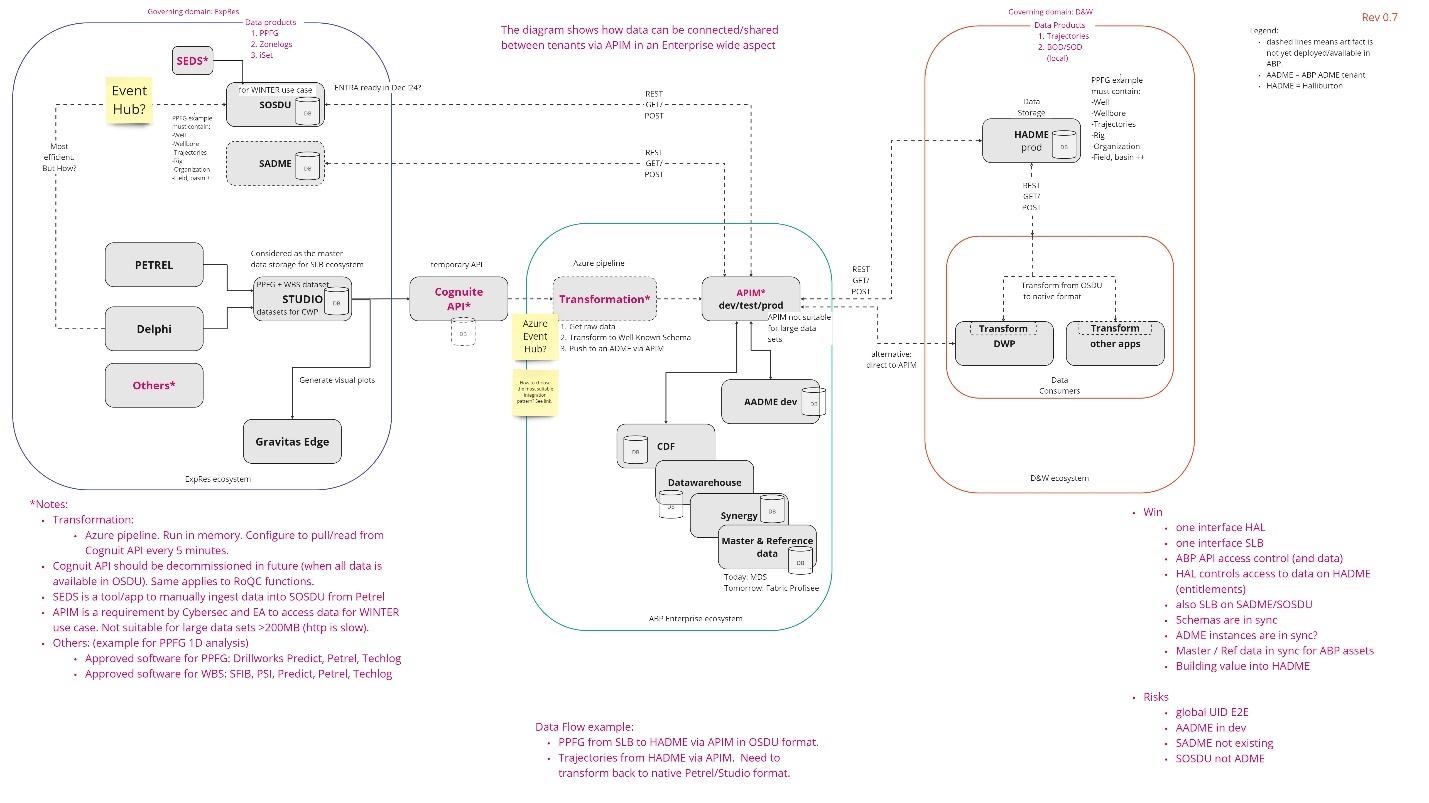 Governing domain: ExpRes
Data products
1. PPFG
2. Zonelogs
3. iSet
SEDS*
Event
Hub?
for WINTER use case
SOSDU
DB
ENTRA ready in Dec '24?
PPFG example
must contain:
-Well
-Wellbore
-Trajectories
-Rig
-Organization
-Field, basin ++
Most
efficient.
But How?
SADME
DB
REST
GET/
POST
REST
GET/
POST
The diagram shows how data can be connected/shared
between tenants via APIM in an Enterprise wide aspect
PETREL
Delphi
Others*
Considered as the master
data storage for SLB ecosystem
PPFG + WBS dataset
STUDIO
DB
datasets for CWP
Generate visual plots
Gravitas Edge
ExpRes ecosystem
temporary API
Cognuite
API*
DB
Azure pipeline
Transformation*
Azure
Event
Hub?
1. Get raw data
2. Transform to Well Known Schema
3. Push to an ADME via APIM
How to choose
the most suitable
integration
pattern? See link.
APIM*
dev/test/prod
APIM not suitable
for large data
sets
AADME dev
DB
CDF
DB
Datawarehouse
DB
Synergy
DB
Master & Reference
data
DB
Today: MDS
Tomorrow: Fabric Profisee
ABP Enterprise ecosystem
REST
GET/
POST
alternative:
direct to APIM
Governing domain: D&W
Data Products
1. Trajectories
2. BOD/SOD
(local)
Data
Storage
HADME
prod
DB
PPFG example
must contain:
-Well
-Wellbore
-Trajectories
-Rig
-Organization
-Field, basin ++
REST
GET/
POST
Transform from OSDU
to native format
Transform
DWP
Transform
other apps
Data
Consumers
D&W ecosystem
Rev 0.7
Legend:
• dashed lines means artifact is
not yet deployed/available in
ABP
• AADME = ABP ADME tenant
• HADME = Halliburton
*Notes:
• Transformation:
• Azure pipeline. Run in memory. Configure to pull/read from
Cognuit API every 5 minutes.
• Cognuit API should be decommissioned in future (when all data is
available in OSDU). Same applies to RoQC functions.
• SEDS is a tool/app to manually ingest data into SOSDU from Petrel
• APIM is a requirement by Cybersec and EA to access data for WINTER
use case. Not suitable for large data sets >200MB (http is slow).
• Others: (example for PPFG 1D analysis)
• Approved software for PPFG: Drillworks Predict, Petrel, Techlog
• Approved software for WBS: SFIB, PSI, Predict, Petrel, Techlog
Data Flow example:
• PPFG from SLB to HADME via APIM in OSDU format.
• Trajectories from HADME via APIM. Need to
transform back to native Petrel/Studio format.
• Win
• one interface HAL
• one interface SLB
• ABP API access control (and data)
• HAL controls access to data on HADME
(entitlements)
• also SLB on SADME/SOSDU
• Schemas are in sync
• ADME instances are in sync?
• Master / Ref data in sync for ABP assets
• Building value into HADME
• Risks
• global UID E2E
• AADME in dev
• SADME not existing
• SOSDU not ADME